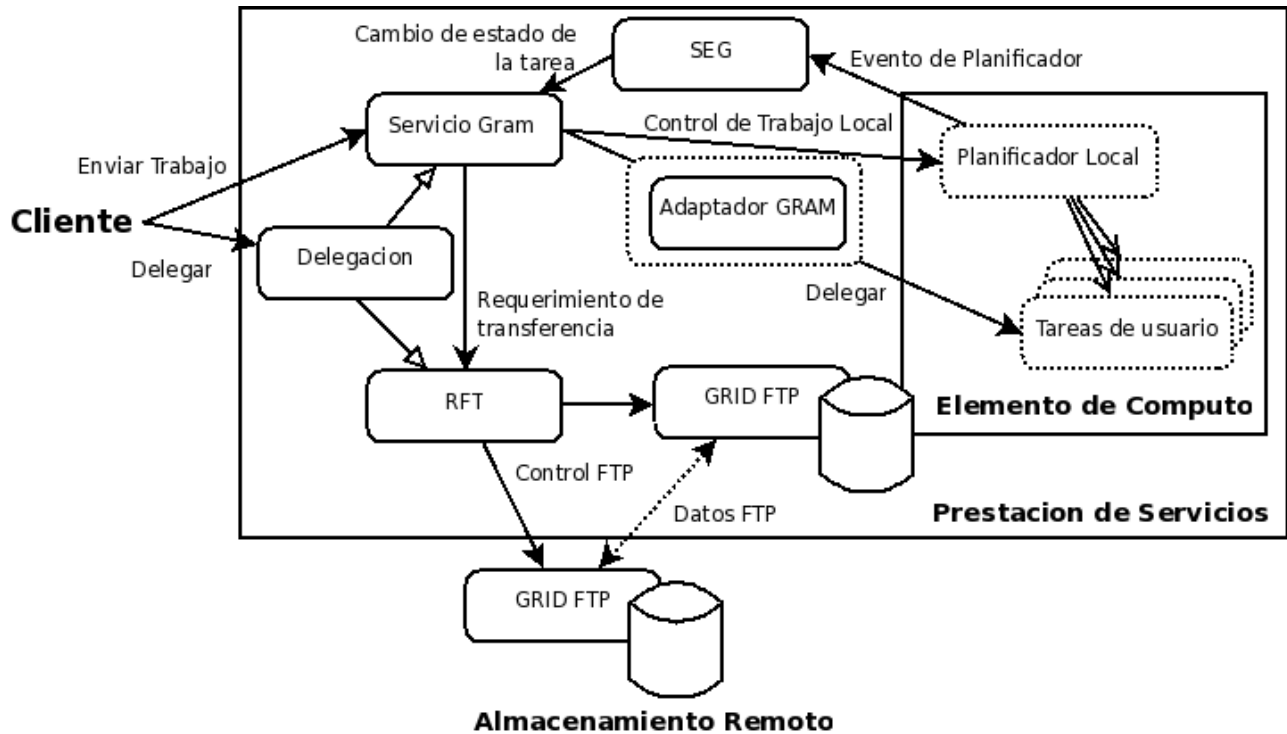 Cambio de estado de
la tarea
SEG
Evento de Planificador
Servicio Gram
Control de Trabajo Local
Planificador Local
Enviar Trabajo
Adaptador GRAM
Cliente
Delegacion
Delegar
Delegar
Requerimiento de
transferencia
Tareas de usuario
RFT
GRID FTP
Elemento de Computo
Control FTP
Datos FTP
Prestacion de Servicios
GRID FTP
Almacenamiento Remoto